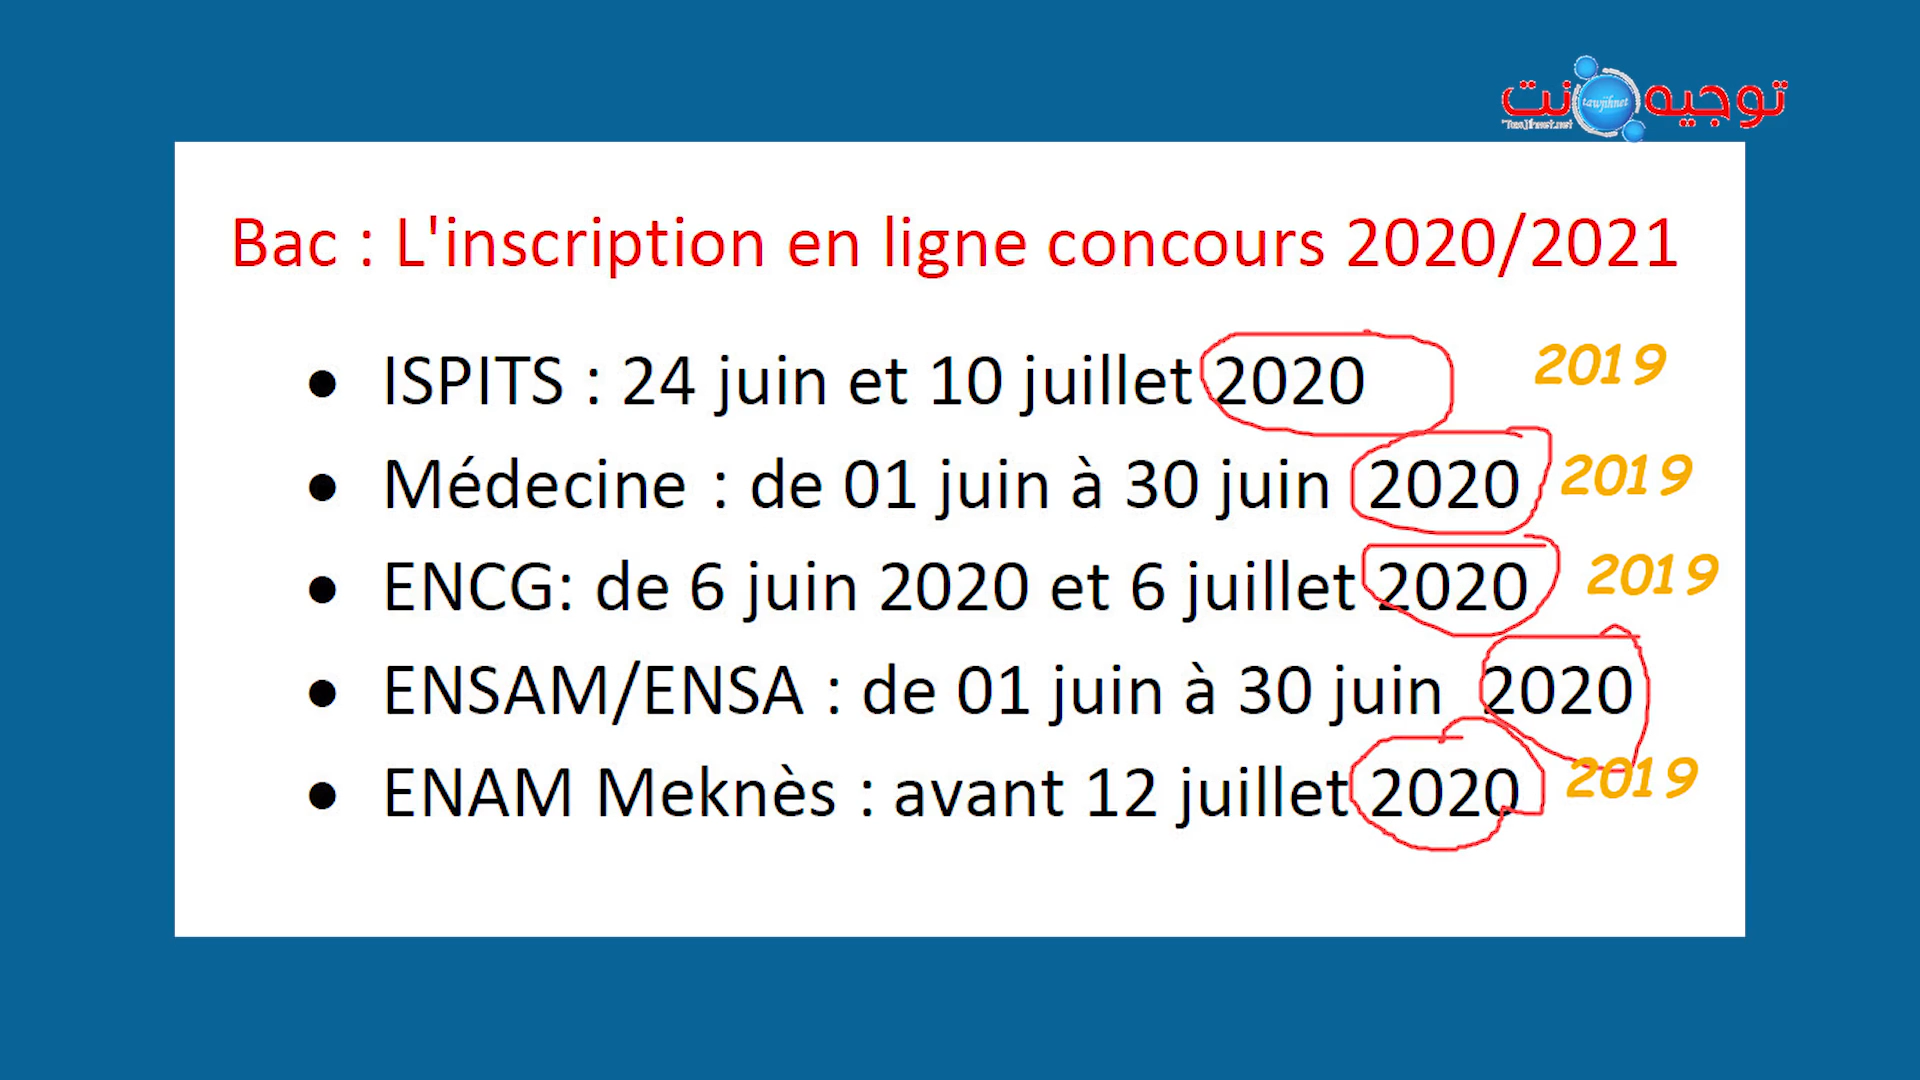 توجيه نت
tawjihnet
Tawjihnet.net
Bac : L'inscription en ligne concours 2020/2021
● ISPITS : 24 juin et 10 juillet 2020 2019
● Médecine : de 01 juin à 30 juin 2020 2019
● ENCG: de 6 juin 2020 et 6 juillet 2020 2019
● ENSAM/ENSA : de 01 juin à 30 juin 2020
● ENAM Meknès : avant 12 juillet 2020 2019